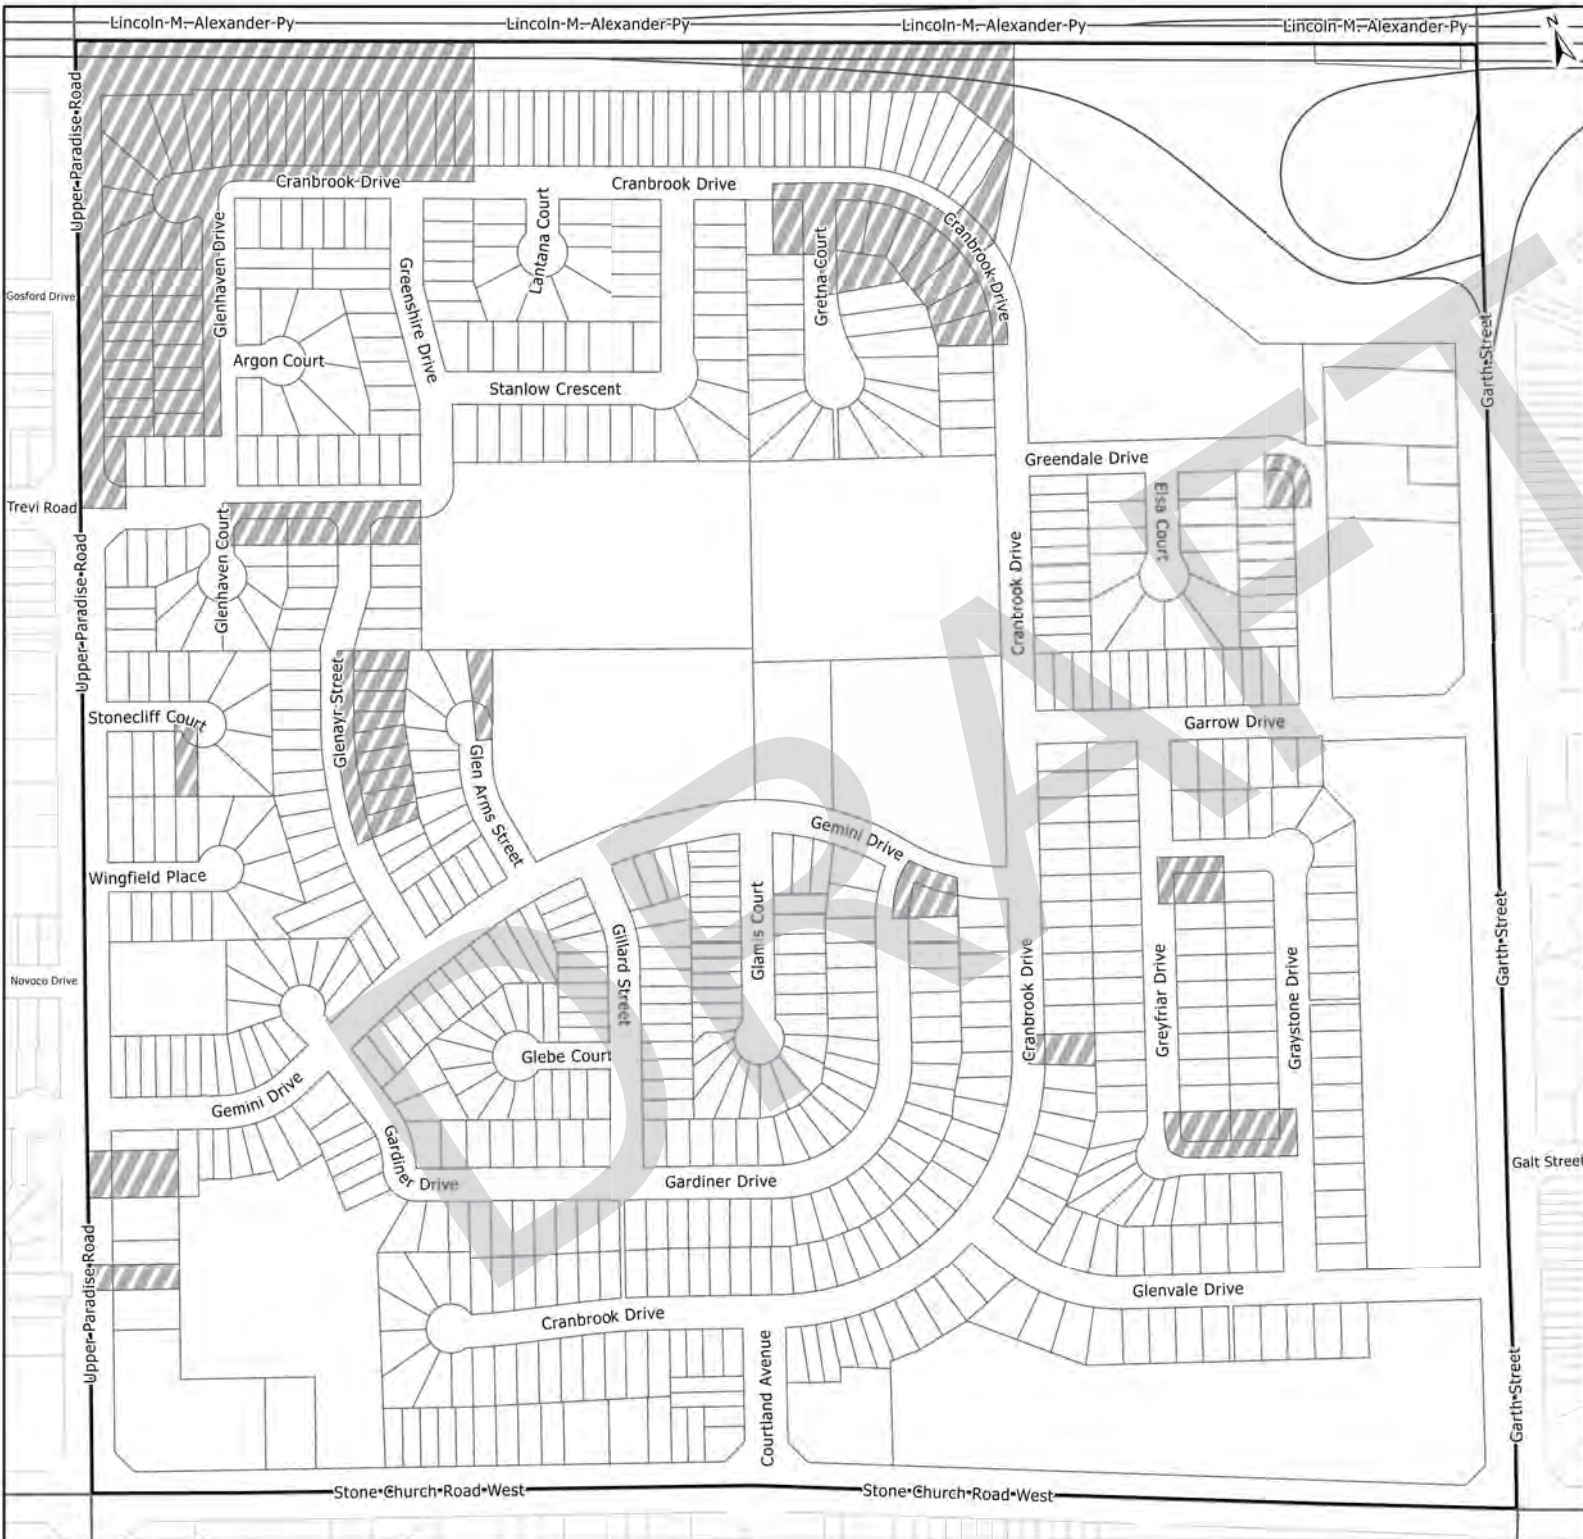 Lincoln-M.-Alexander-Py
Lincoln-M.-Alexander-Py
Lincoln-M.-Alexander-Py
Lincoln-M.-Alexander-Py
N
Upper-Paradise-Road
Cranbrook Drive
Cranbrook Drive
Lantana Court
Glenhaven-Drive
Greenshire Drive
Gretna-Court
Cranbrook-Drive
Gosford Drive
Argon Court
Stanlow Crescent
Garth-Street
Greendale Drive
Elsa Court
Trevi Road
Glenhaven Court
Upper-Paradise-Road
Cranbrook Drive
Stonecliff Court
Glenayr-Street
Glen Arms Street
Garrow Drive
Gemini Drive
Wingfield Place
Glamis Court
Gillard Street
Garth-Street
Novoco Drive
Cranbrook Drive
Greyfriar Drive
Graystone Drive
Glebe Court
Gemini Drive
Gardiner Drive
Gardiner Drive
Galt Street
Upper-Paradise-Road
Glenvale Drive
Cranbrook Drive
Courtland Avenue
Garth-Street
Stone-Church-Road-West
Stone-Church-Road-West
DRAFT